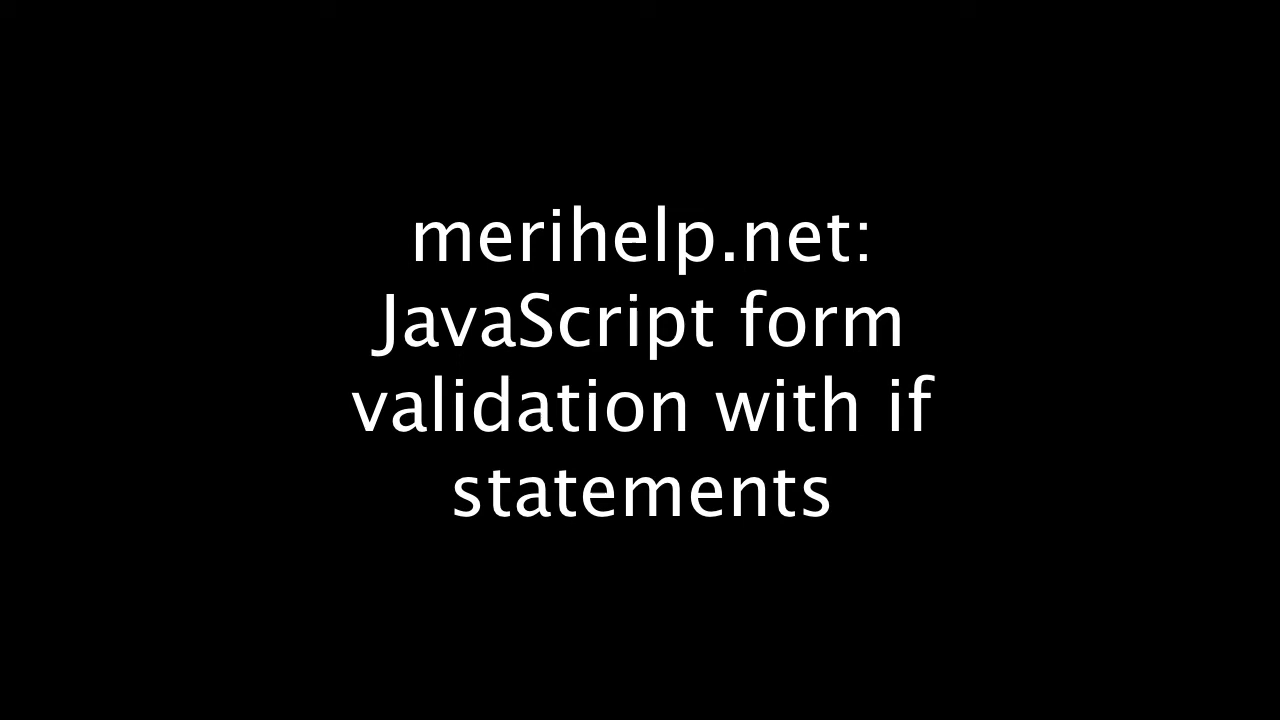 merihelp.net:
JavaScript form
validation with if
statements